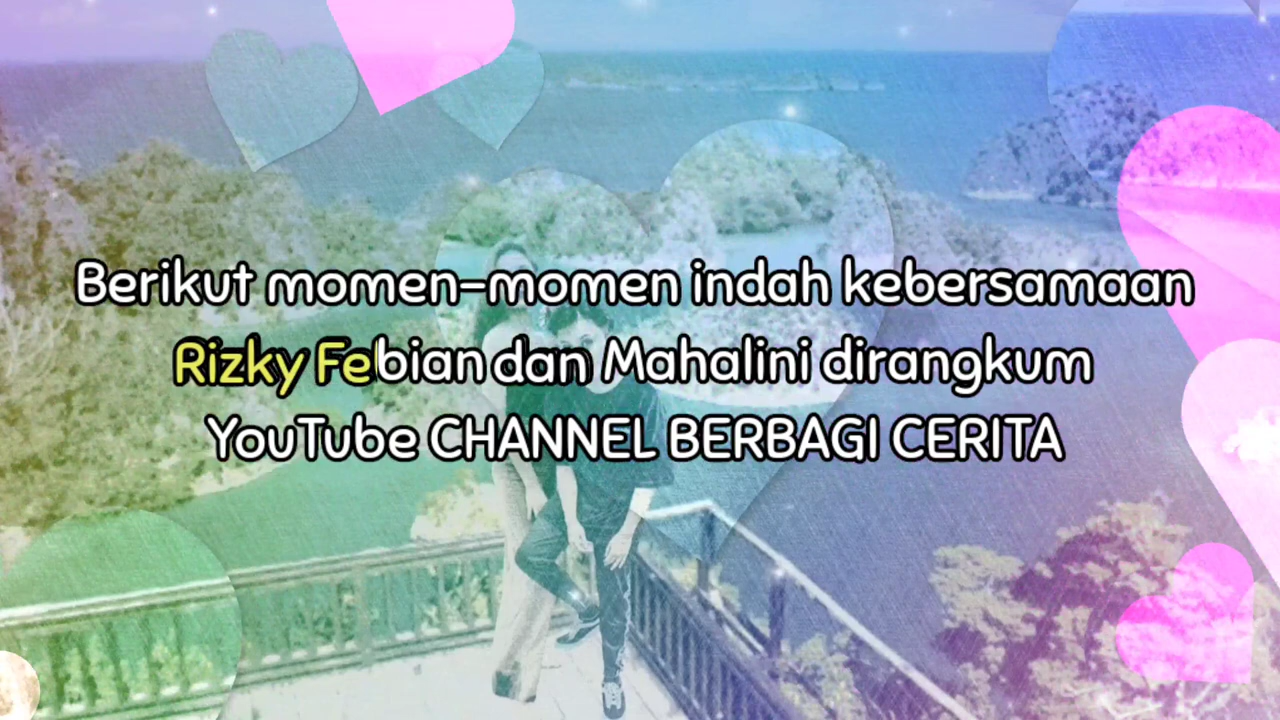 Berikut momen-momen indah kebersamaan
Rizky Febian dan Mahalini dirangkum
YouTube CHANNEL BERBAGI CERITA